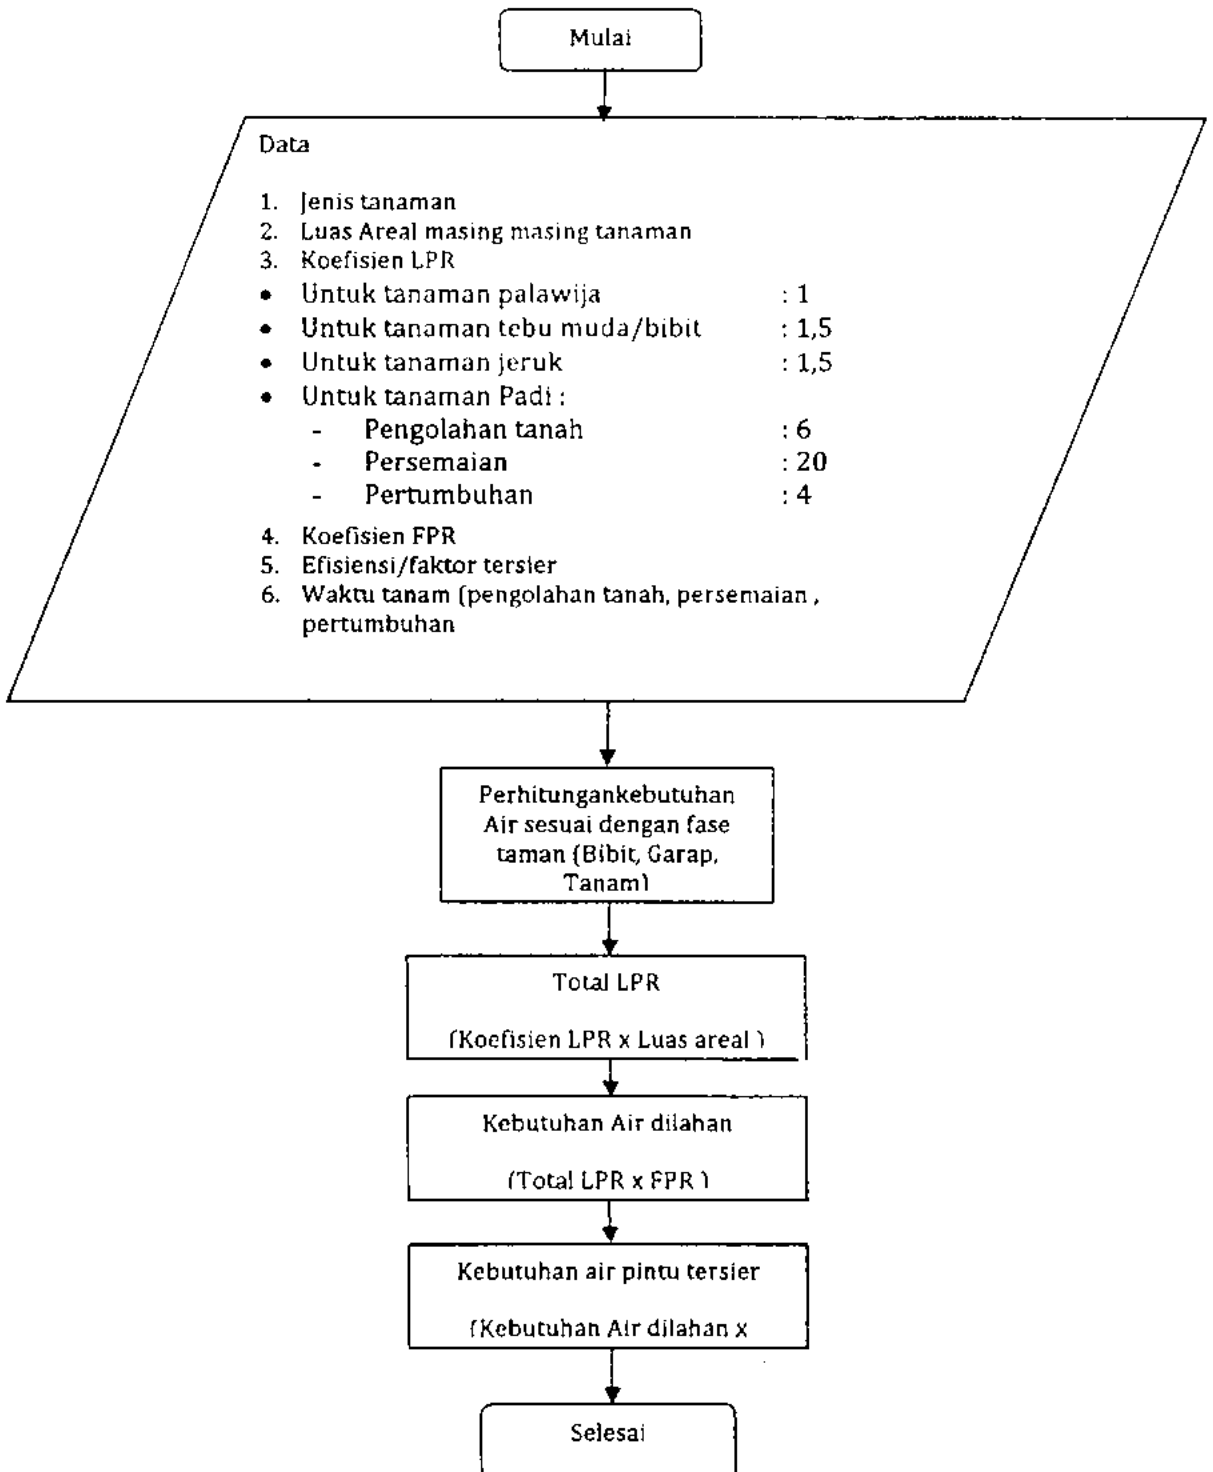 Mulai
Data
1. Jenis tanaman
2. Luas Areal masing masing tanaman
3. Koefisien LPR
• Untuk tanaman palawija : 1
• Untuk tanaman tebu muda/bibit : 1,5
• Untuk tanaman jeruk : 1,5
• Untuk tanaman Padi :
- Pengolahan tanah : 6
- Persemaian : 20
- Pertumbuhan : 4
4. Koefisien FPR
5. Efisiensi/faktor tersier
6. Waktu tanam (pengolahan tanah, persemaian ,
pertumbuhan
Perhitungankebutuhan
Air sesuai dengan fase
taman (Bibit, Garap,
Tanam)
Total LPR
(Koefisien LPR x Luas areal )
Kebutuhan Air dilahan
(Total LPR x FPR )
Kebutuhan air pintu tersier
(Kebutuhan Air dilahan x
Selesai